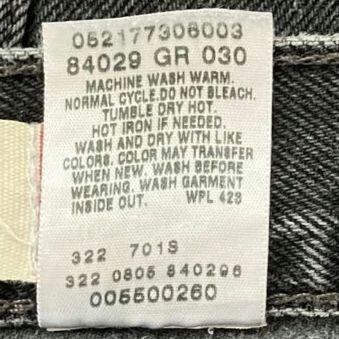 052177306003
84029 GR 030
MACHINE WASH WARM.
NORMAL CYCLE.DO NOT BLEACH.
TUMBLE DRY HOT.
HOT IRON IF NEEDED.
WASH AND DRY WITH LIKE
COLORS. COLOR MAY TRANSFER
WHEN NEW. WASH BEFORE
WEARING. WASH GARMENT
INSIDE OUT. WPL 423
322 701S
322 0805 840296
005500260